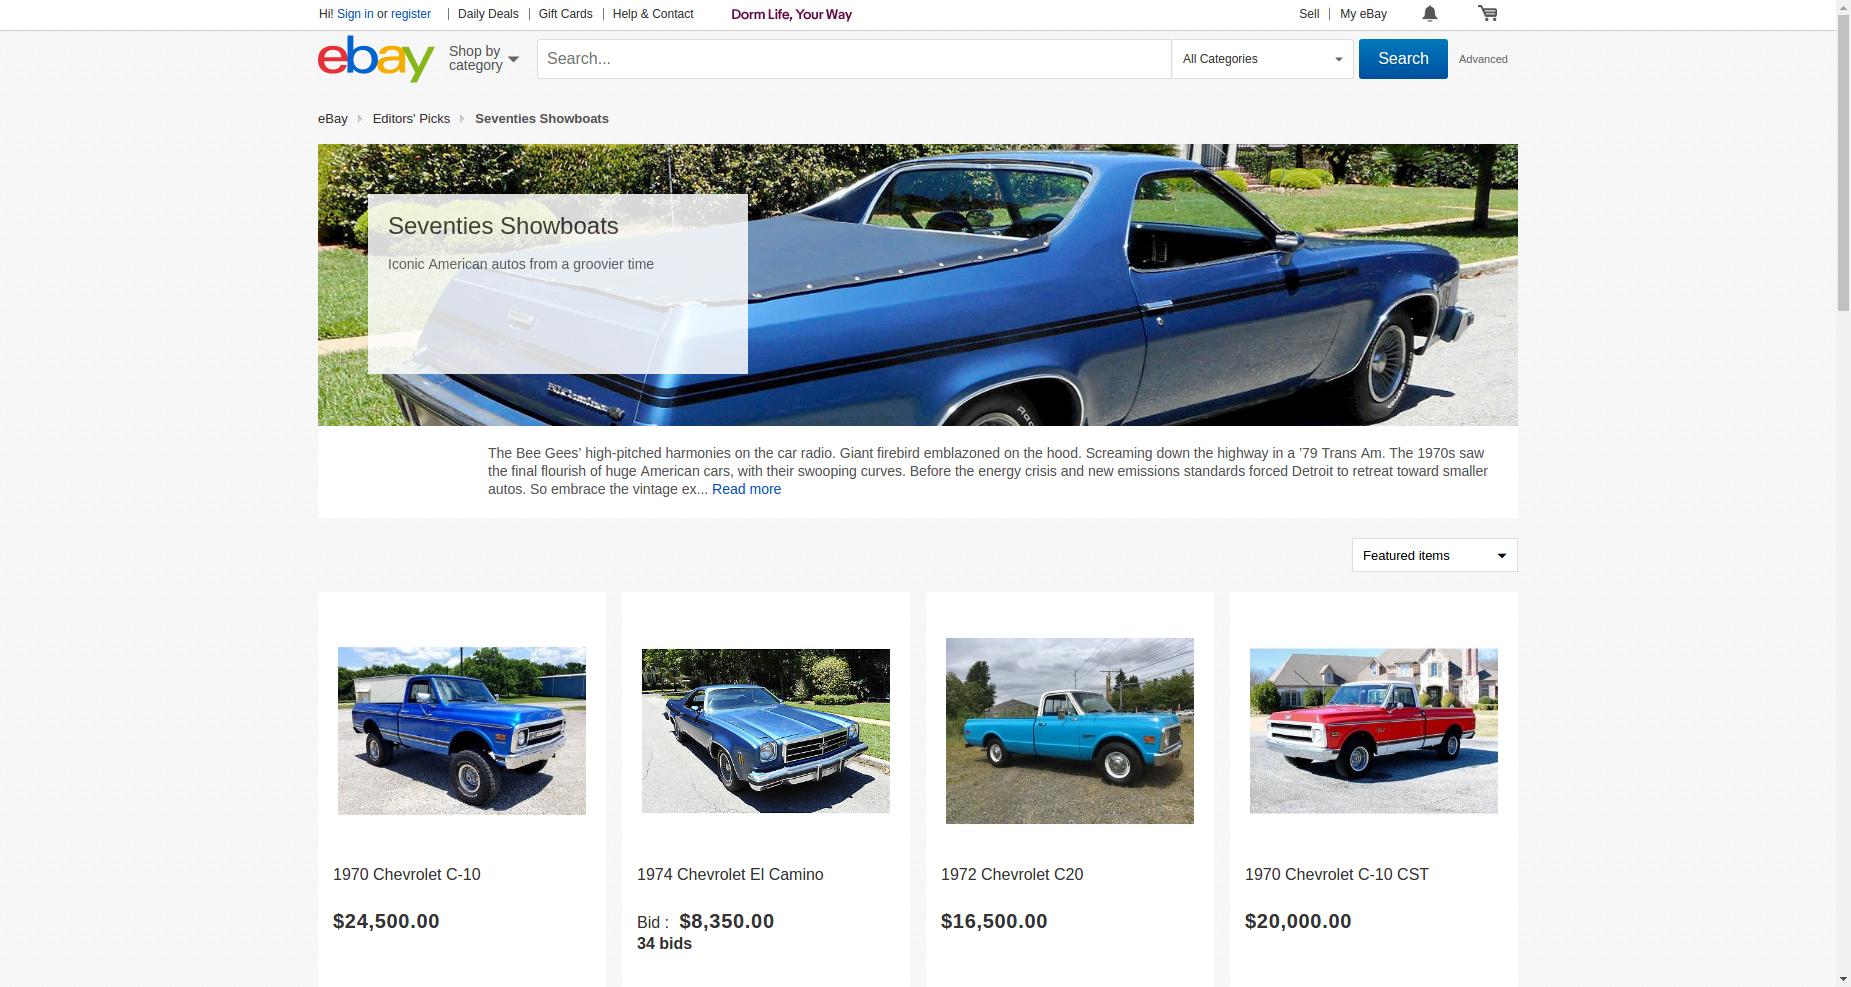 Hi! Sign in or register | Daily Deals | Gift Cards | Help & Contact Dorm Life, Your Way Sell | My eBay
ebay Shop by category Search... All Categories Search Advanced
eBay Editors' Picks Seventies Showboats
Seventies Showboats
Iconic American autos from a groovier time
The Bee Gees’ high-pitched harmonies on the car radio. Giant firebird emblazoned on the hood. Screaming down the highway in a ’79 Trans Am. The 1970s saw
the final flourish of huge American cars, with their swooping curves. Before the energy crisis and new emissions standards forced Detroit to retreat toward smaller
autos. So embrace the vintage ex... Read more
Featured items
1970 Chevrolet C-10
$24,500.00
1974 Chevrolet El Camino
Bid : $8,350.00
34 bids
1972 Chevrolet C20
$16,500.00
1970 Chevrolet C-10 CST
$20,000.00